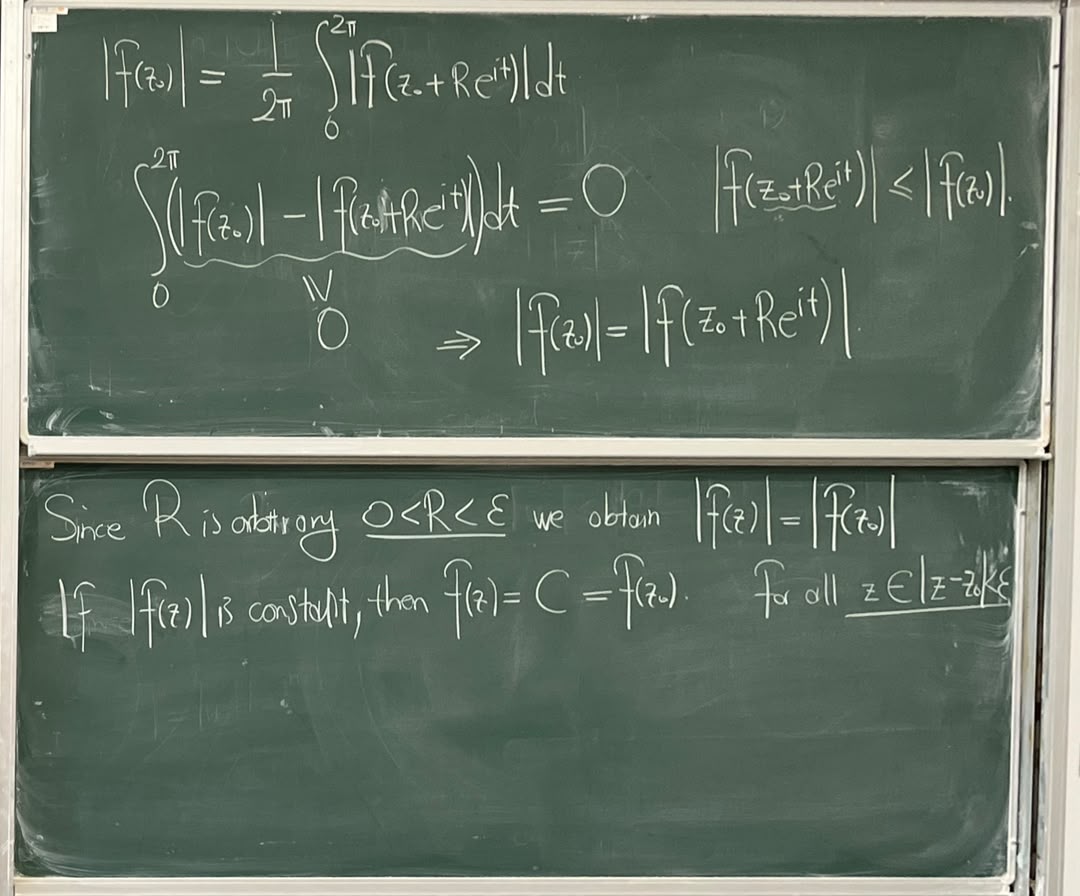 |f(z₀)| = 1/2π ∫₀^2π |f(z₀+Re^it)|dt
∫₀^2π (|f(z₀)| − |f(z₀+Re^it)|)dt = 0 |f(z₀+Re^it)| ≤ |f(z₀)|.
≥ 0
⇒ |f(z₀)| = |f(z₀+Re^it)|.
Since R is arbitrary 0<R<ε we obtain |f(z)| = |f(z₀)|
If |f(z)| is constant, then f(z) = C = f(z₀). for all z∈|z−z₀|<ε